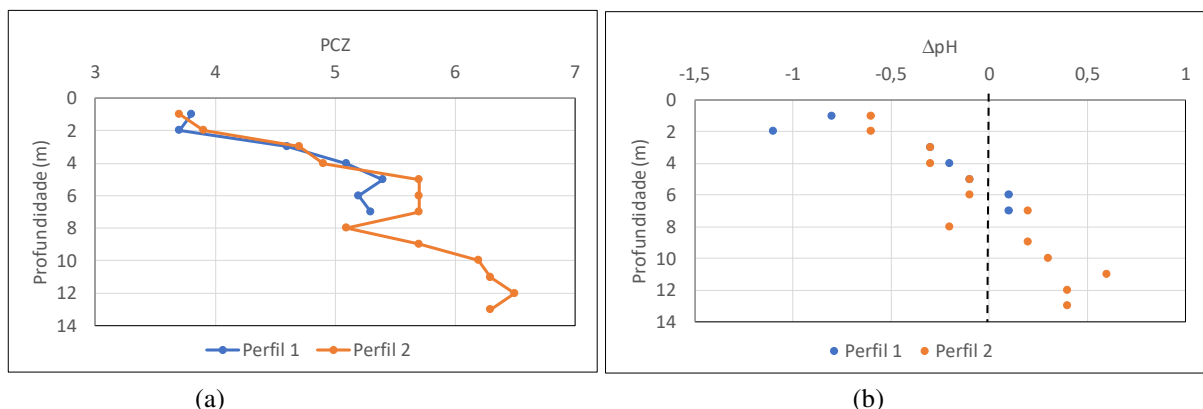 PCZ
3 4 5 6 7
0
2
4
6
8
10
12
14
Profundidade (m)
Perfil 1 Perfil 2
(a)
ΔpH
-1,5 -1 -0,5 0 0,5 1
0
2
4
6
8
10
12
14
Profundidade (m)
Perfil 1 Perfil 2
(b)